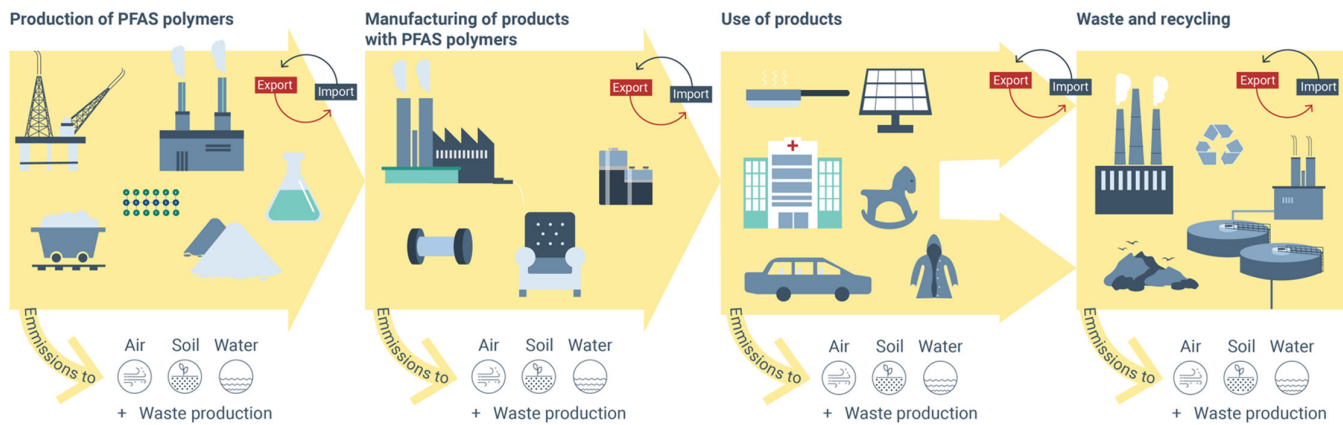 Production of PFAS polymers
Manufacturing of products
with PFAS polymers
Use of products
Waste and recycling
Export
Import
Export
Import
Export
Import
Export
Import
Emmissions to
Air Soil Water
+ Waste production
Emmissions to
Air Soil Water
+ Waste production
Emmissions to
Air Soil Water
+ Waste production
Emmissions to
Air Soil Water
+ Waste production